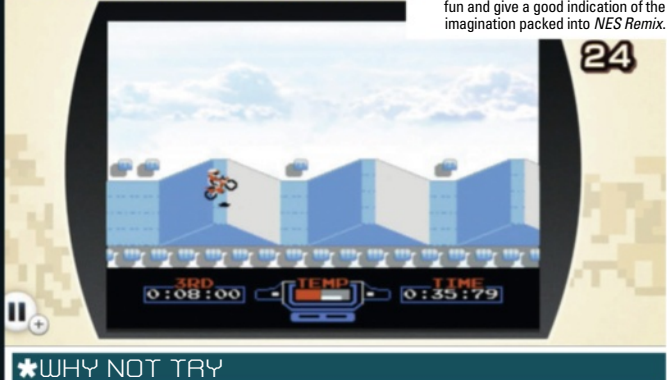 fun and give a good indication of the
imagination packed into NES Remix.
24
3RD
TEMP
TIME
0:08:00
0:35:79
WHY NOT TRY